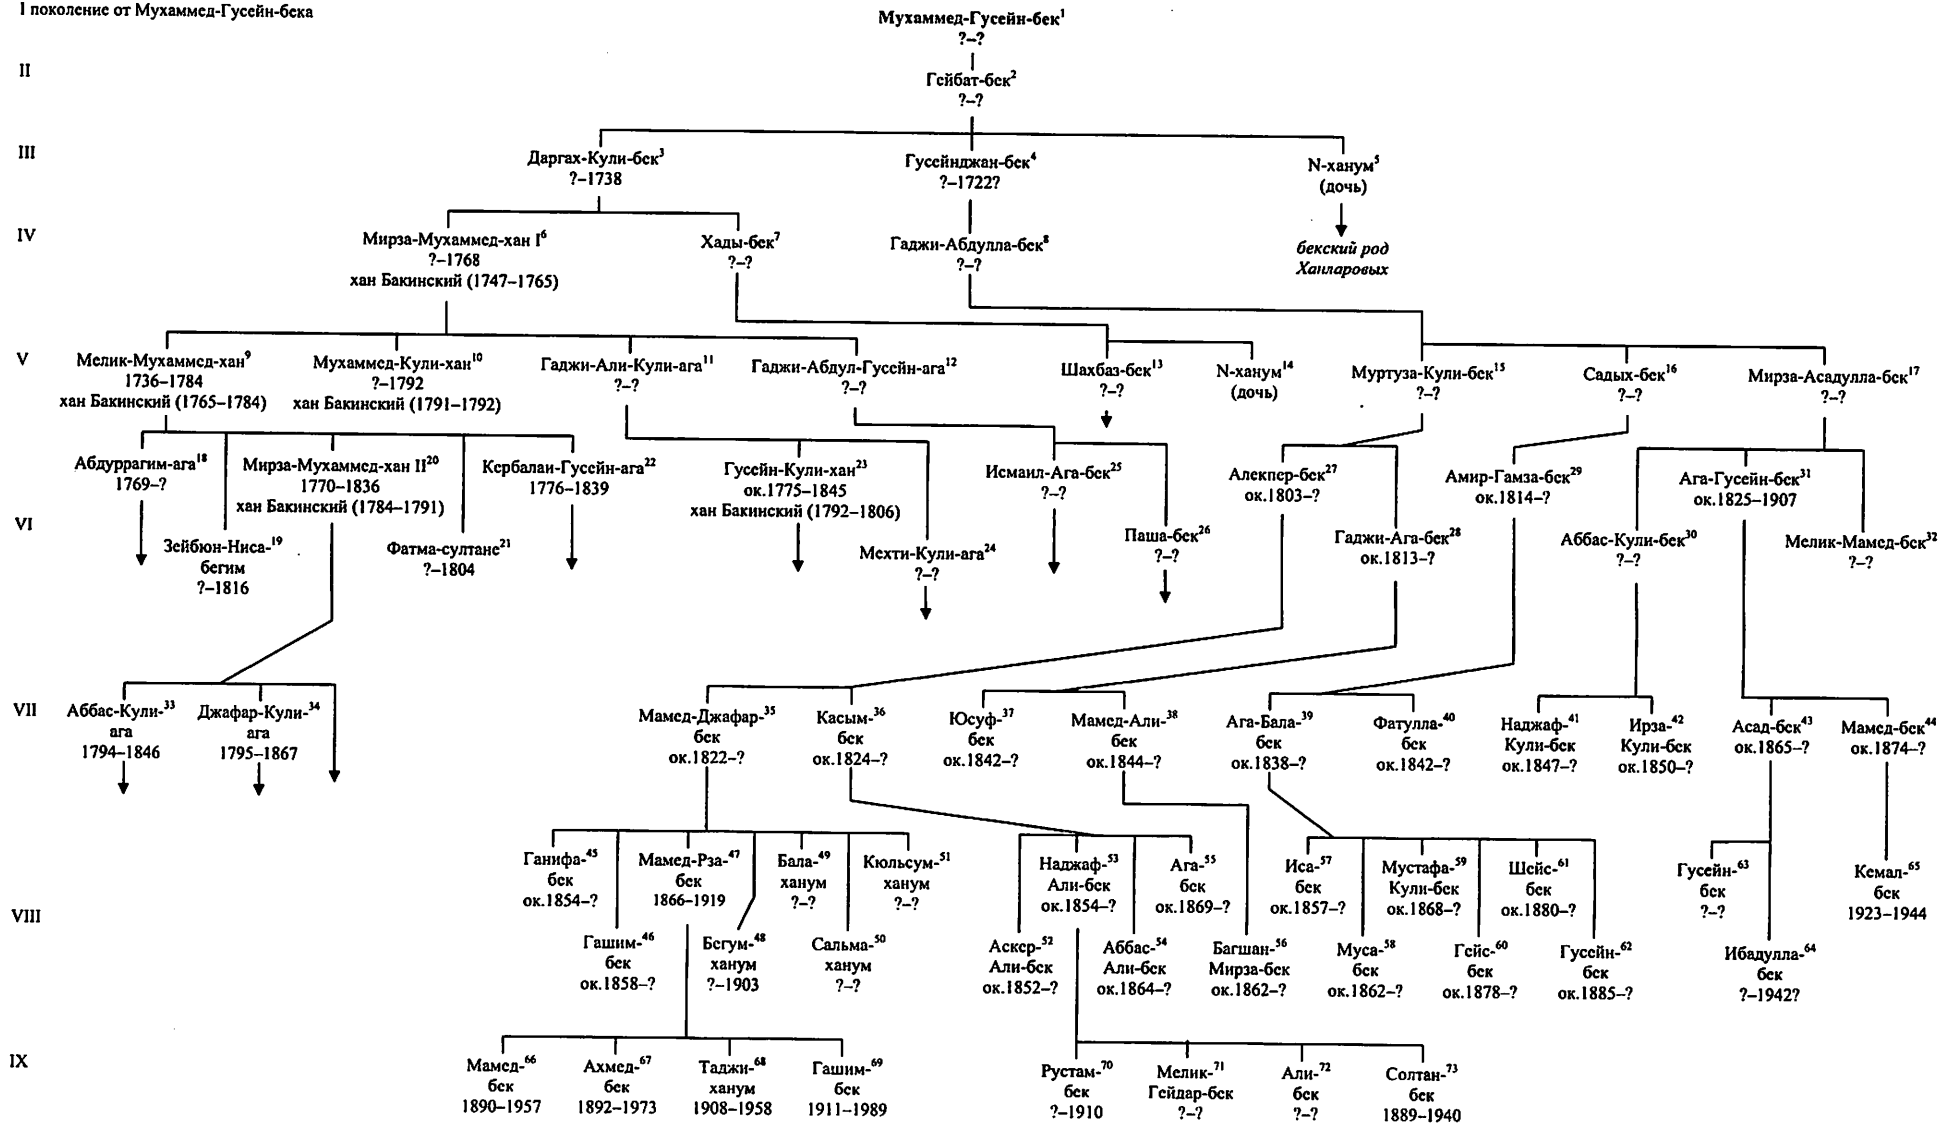 I поколение от Мухаммед-Гусейн-бека
Мухаммед-Гусейн-бек¹
?–?
II
Гейбат-бек²
?–?
III
Даргах-Кули-бек³
?–1738
Гусейнджан-бек⁴
?–1722?
N-ханум⁵
(дочь)
IV
Мирза-Мухаммед-хан I⁶
?–1768
хан Бакинский (1747–1765)
Хады-бек⁷
?–?
Гаджи-Абдулла-бек⁸
?–?
бекский род
Ханларовых
V
Мелик-Мухаммед-хан⁹
1736–1784
хан Бакинский (1765–1784)
Мухаммед-Кули-хан¹⁰
?–1792
хан Бакинский (1791–1792)
Гаджи-Али-Кули-ага¹¹
?–?
Гаджи-Абдул-Гуссейн-ага¹²
?–?
Шахбаз-бек¹³
?–?
N-ханум¹⁴
(дочь)
Муртуза-Кули-бек¹⁵
?–?
Садых-бек¹⁶
?–?
Мирза-Асадулла-бек¹⁷
?–?
VI
Абдуррагим-ага¹⁸
1769–?
Зейбюн-Ниса-¹⁹
бегим
?–1816
Мирза-Мухаммед-хан II²⁰
1770–1836
хан Бакинский (1784–1791)
Фатма-султане²¹
?–1804
Кербалаи-Гусейн-ага²²
1776–1839
Гусейн-Кули-хан²³
ок.1775–1845
хан Бакинский (1792–1806)
Мехти-Кули-ага²⁴
?–?
Исмаил-Ага-бек²⁵
?–?
Паша-бек²⁶
?–?
Алекпер-бек²⁷
ок.1803–?
Гаджи-Ага-бек²⁸
ок.1813–?
Амир-Гамза-бек²⁹
ок.1814–?
Аббас-Кули-бек³⁰
?–?
Ага-Гусейн-бек³¹
ок.1825–1907
Мелик-Мамед-бек³²
?–?
VII
Аббас-Кули-³³
ага
1794–1846
Джафар-Кули-³⁴
ага
1795–1867
Мамед-Джафар-³⁵
бек
ок.1822–?
Касым-³⁶
бек
ок.1824–?
Юсуф-³⁷
бек
ок.1842–?
Мамед-Али-³⁸
бек
ок.1844–?
Ага-Бала-³⁹
бек
ок.1838–?
Фатулла-⁴⁰
бек
ок.1842–?
Наджаф-⁴¹
Кули-бек
ок.1847–?
Ирза-⁴²
Кули-бек
ок.1850–?
Асад-бек⁴³
ок.1865–?
Мамед-бек⁴⁴
ок.1874–?
VIII
Ганифа-⁴⁵
бек
ок.1854–?
Гашим-⁴⁶
бек
ок.1858–?
Мамед-Рза-⁴⁷
бек
1866–1919
Бегум-⁴⁸
ханум
?–1903
Бала-⁴⁹
ханум
?–?
Сальма-⁵⁰
ханум
?–?
Кюльсум-⁵¹
ханум
?–?
Аскер-⁵²
Али-бек
ок.1852–?
Наджаф-⁵³
Али-бек
ок.1854–?
Аббас-⁵⁴
Али-бек
ок.1864–?
Ага-⁵⁵
бек
ок.1869–?
Багшан-⁵⁶
Мирза-бек
ок.1862–?
Иса-⁵⁷
бек
ок.1857–?
Муса-⁵⁸
бек
ок.1862–?
Мустафа-⁵⁹
Кули-бек
ок.1868–?
Гейс-⁶⁰
бек
ок.1878–?
Шейс-⁶¹
бек
ок.1880–?
Гуссейн-⁶²
бек
ок.1885–?
Гусейн-⁶³
бек
?–?
Ибадулла-⁶⁴
бек
?–1942?
Кемал-⁶⁵
бек
1923–1944
IX
Мамед-⁶⁶
бек
1890–1957
Ахмед-⁶⁷
бек
1892–1973
Таджи-⁶⁸
ханум
1908–1958
Гашим-⁶⁹
бек
1911–1989
Рустам-⁷⁰
бек
?–1910
Мелик-⁷¹
Гейдар-бек
?–?
Али-⁷²
бек
?–?
Солтан-⁷³
бек
1889–1940